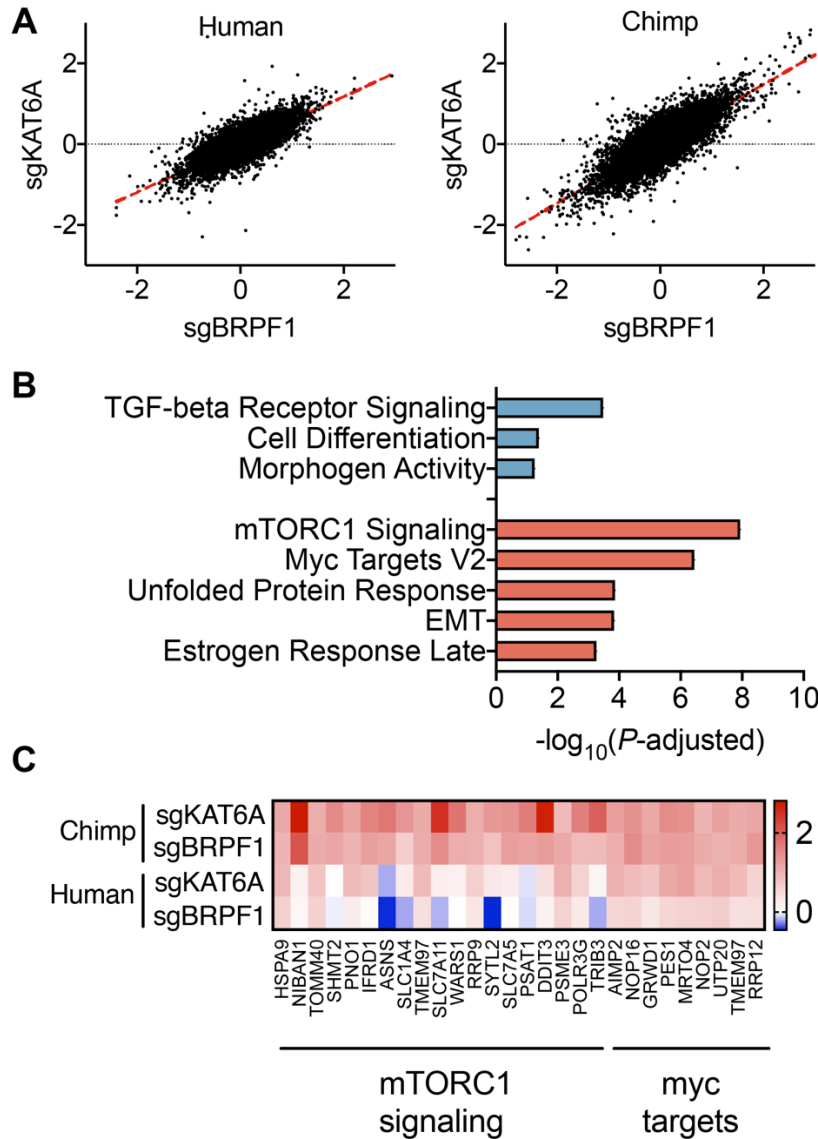 A
Human
Chimp
sgKAT6A
2
0
-2
-2
0
2
sgBRPF1
sgKAT6A
2
0
-2
-2
0
2
sgBRPF1
B
TGF-beta Receptor Signaling
Cell Differentiation
Morphogen Activity
mTORC1 Signaling
Myc Targets V2
Unfolded Protein Response
EMT
Estrogen Response Late
0 2 4 6 8 10
-log10(P-adjusted)
C
Chimp
sgKAT6A
sgBRPF1
Human
sgKAT6A
sgBRPF1
2
0
HSPA9
NIBAN1
TOMM40
SHMT2
PNO1
IFRD1
ASNS
SLC1A4
TMEM97
SLC7A11
WARS1
RRP9
SYTL2
SLC7A5
PSAT1
DDIT3
PSME3
POLR3G
TRIB3
AIMP2
NOP16
GRWD1
PES1
MRTO4
NOP2
UTP20
TMEM97
RRP12
mTORC1
signaling
myc
targets